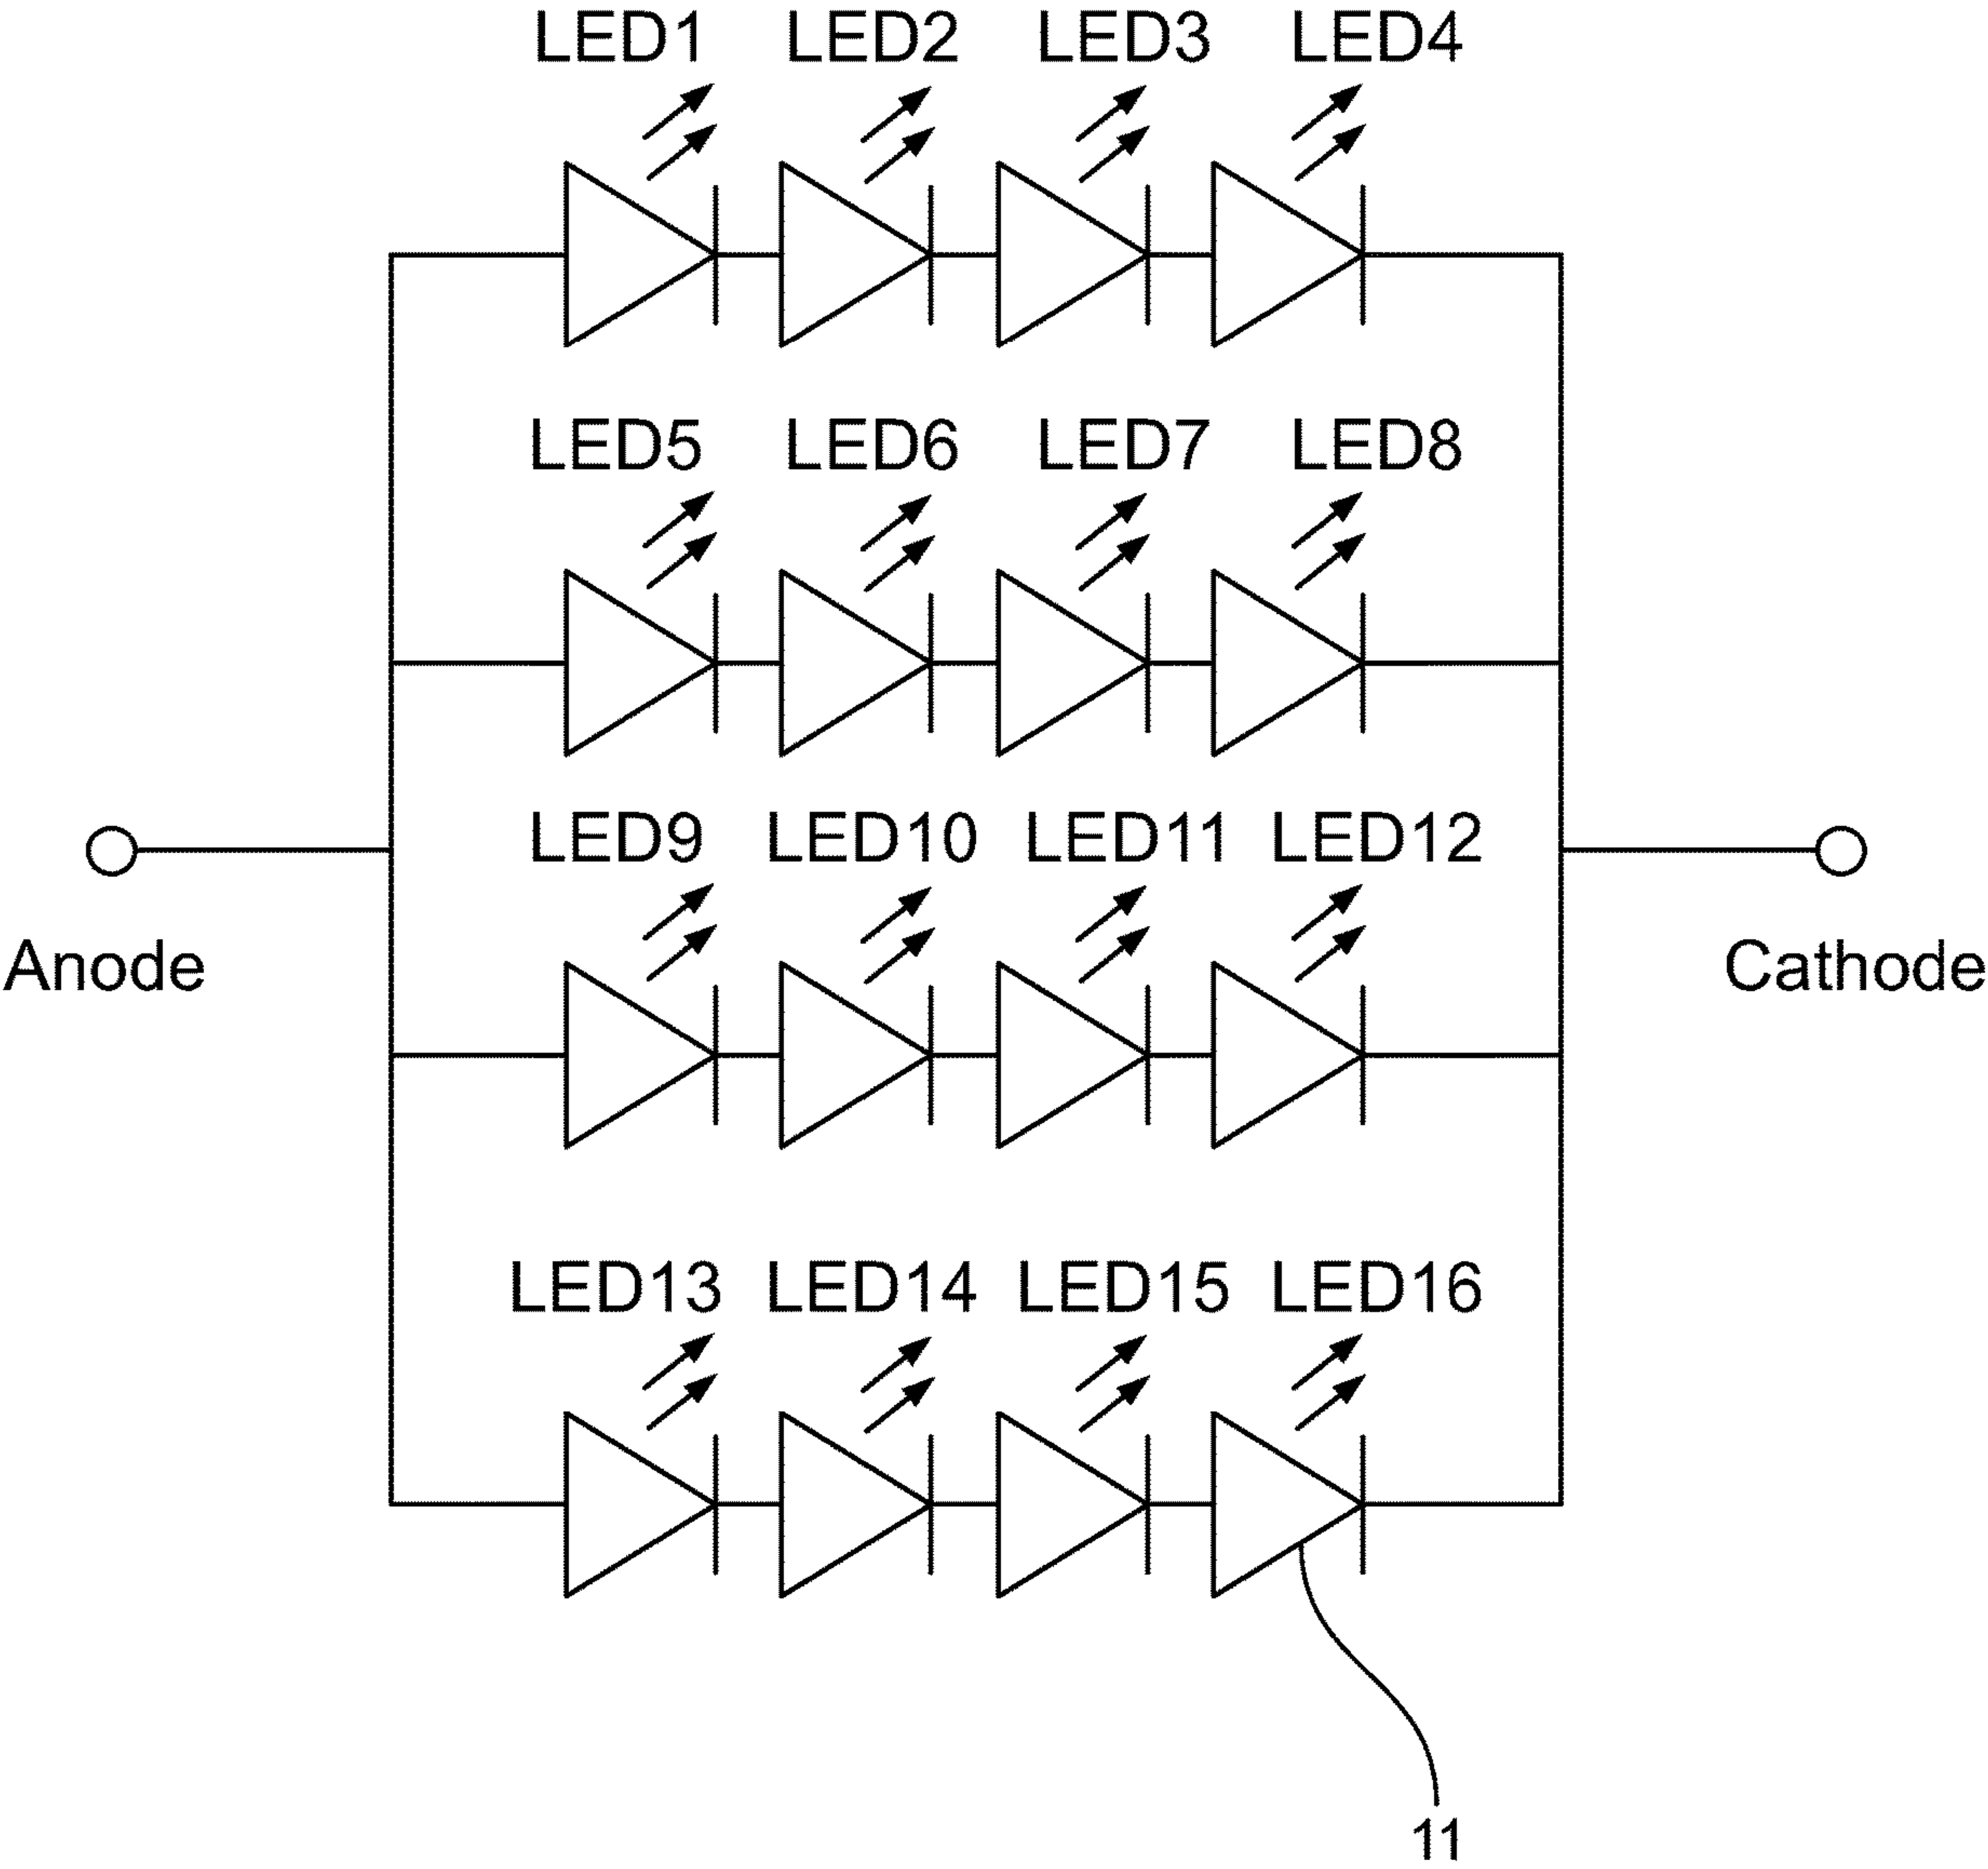 LED1 LED2 LED3 LED4
LED5 LED6 LED7 LED8
LED9 LED10 LED11 LED12
Anode Cathode
LED13 LED14 LED15 LED16
11